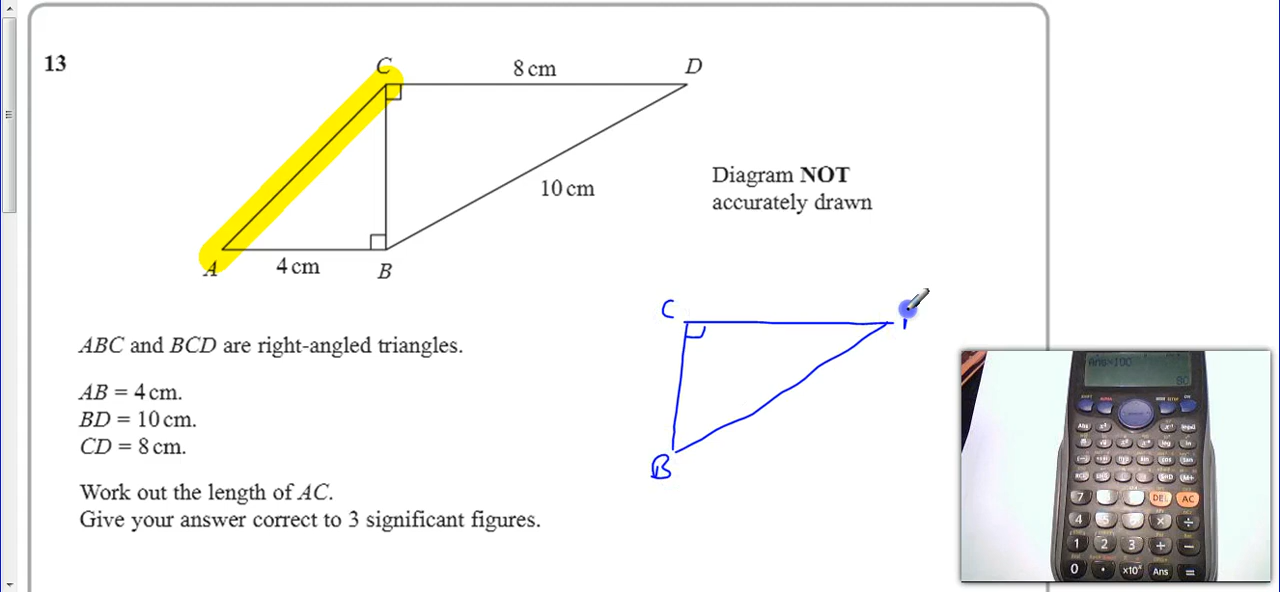 13
C
8 cm
D
10 cm
Diagram NOT
accurately drawn
A
4 cm
B
C
B
ABC and BCD are right-angled triangles.
AB = 4 cm.
BD = 10 cm.
CD = 8 cm.
Work out the length of AC.
Give your answer correct to 3 significant figures.
Ans×100
80
7
DEL
AC
4
5
×
÷
1
2
3
+
−
0
•
×10ˣ
Ans
=